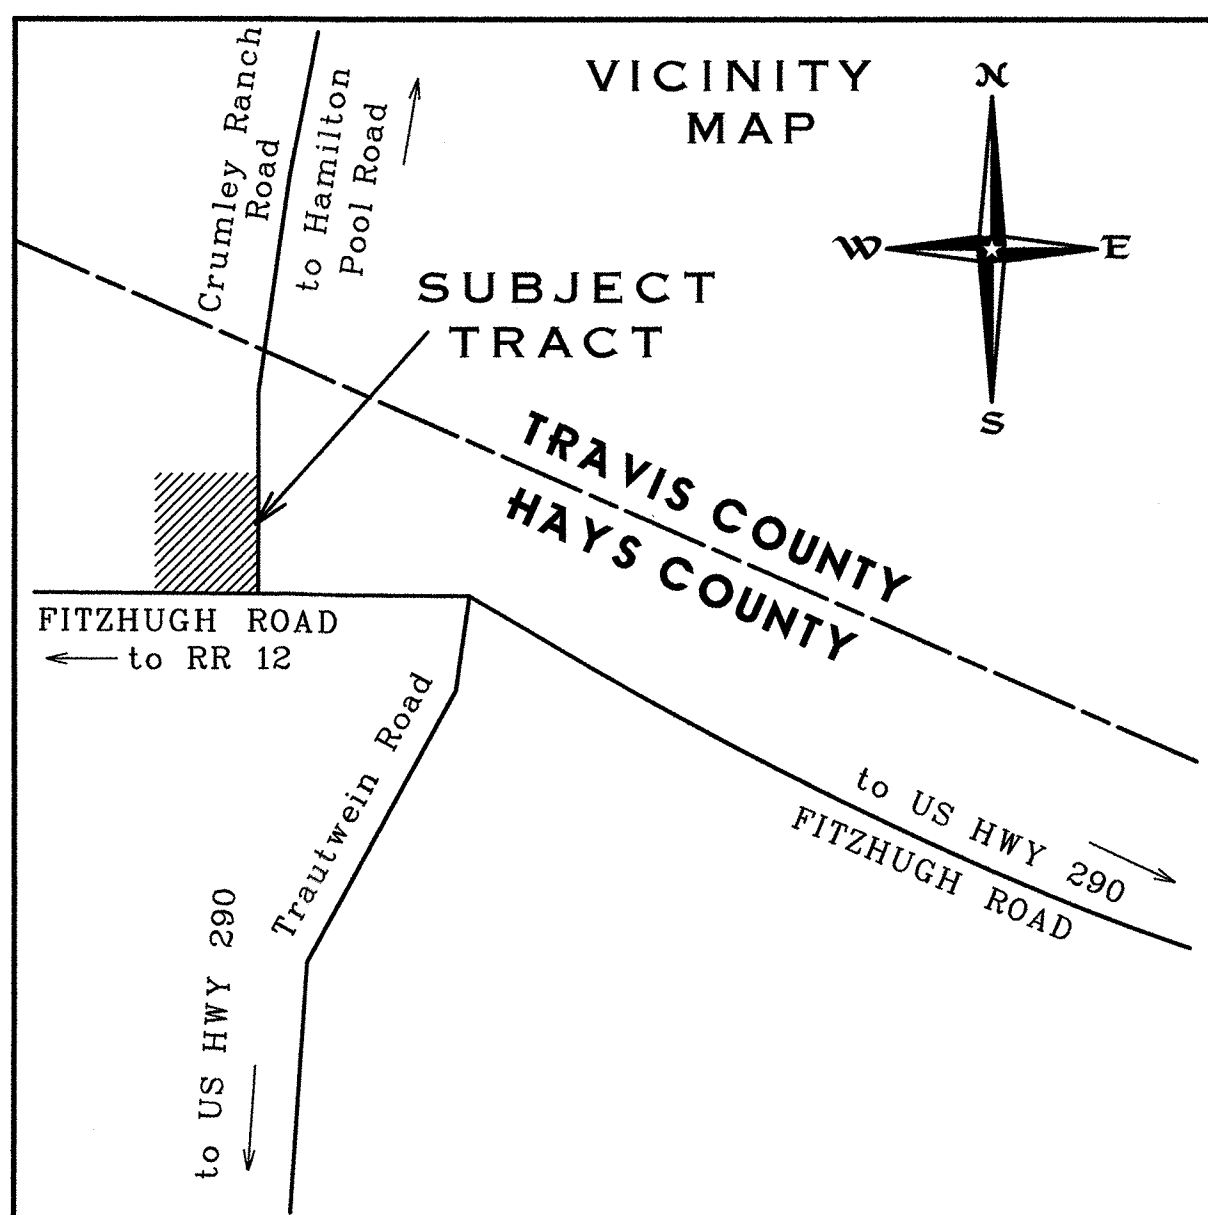 VICINITY
MAP
N
W
E
S
Crumley Ranch
Road
to Hamilton
Pool Road
SUBJECT
TRACT
TRAVIS COUNTY
HAYS COUNTY
FITZHUGH ROAD
to RR 12
Trautwein Road
to US HWY 290
to US HWY 290
FITZHUGH ROAD